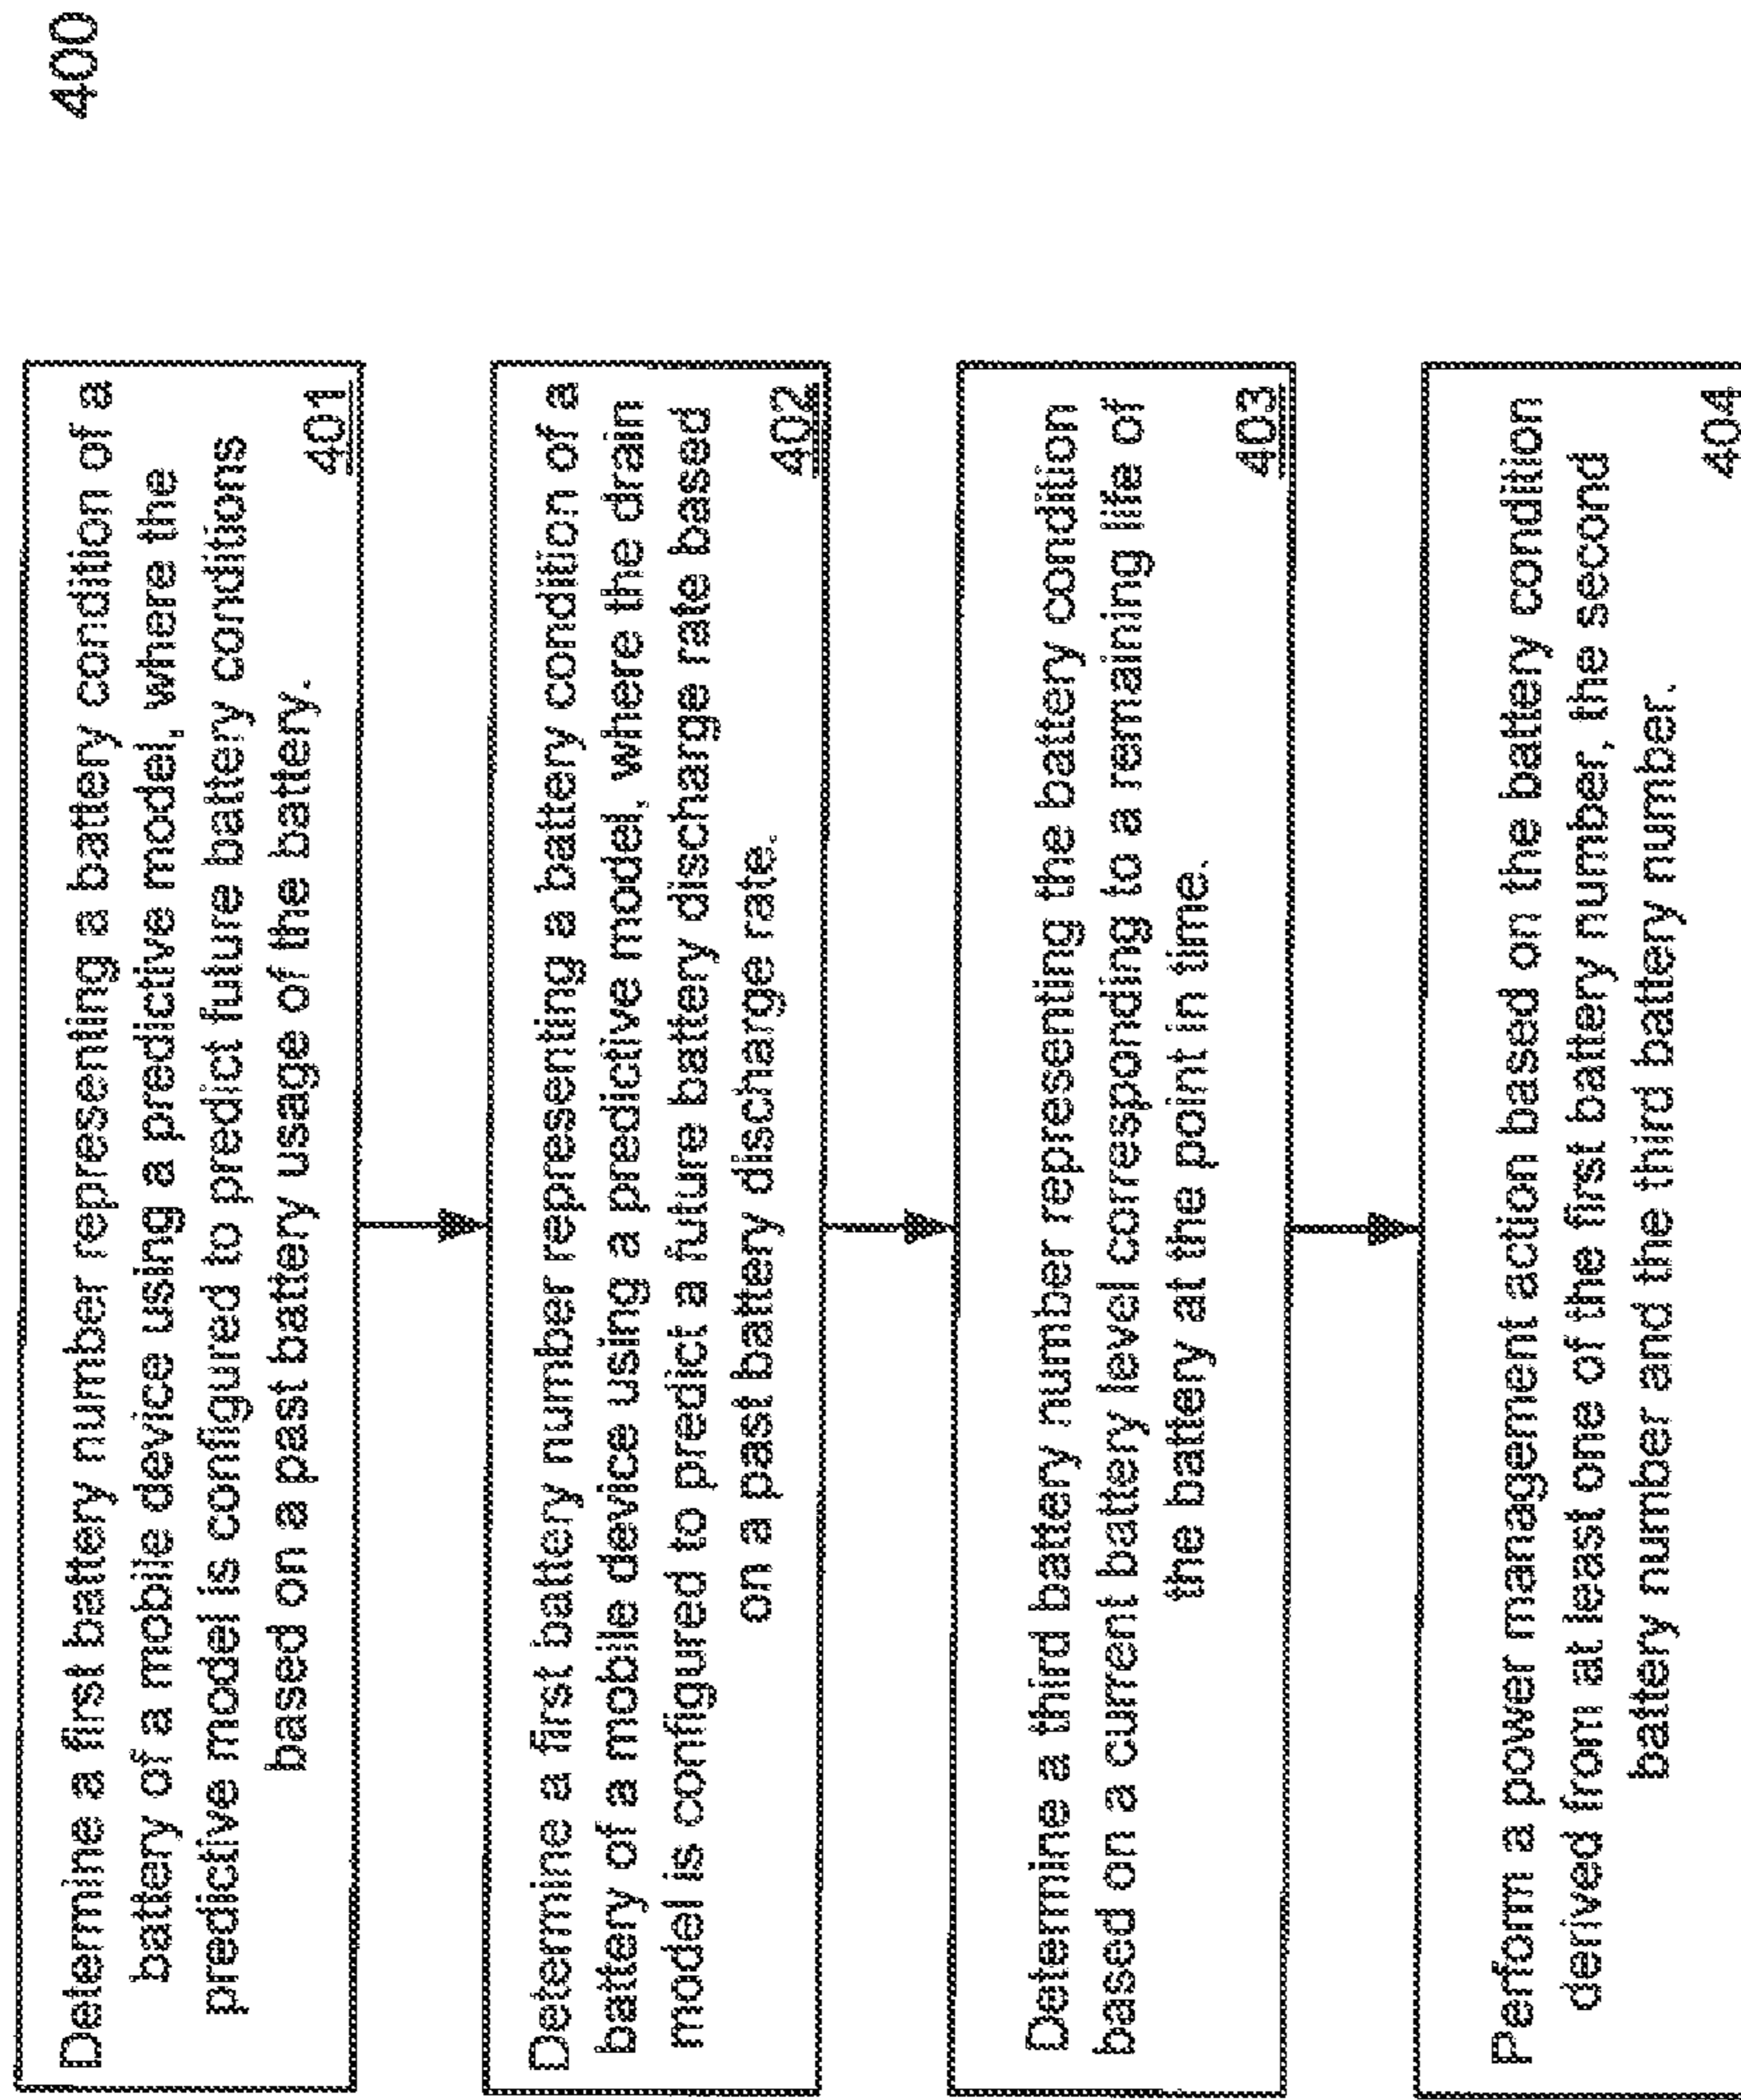 400
Determine a first battery number representing a battery condition of a
battery of a mobile device using a predictive model, where the
predictive model is configured to predict future battery conditions
based on a past battery usage of the battery.
401
Determine a first battery number representing a battery condition of a
battery of a mobile device using a predictive model, where the drain
model is configured to predict a future battery discharge rate based
on a past battery discharge rate.
402
Determine a third battery number representing the battery condition
based on a current battery level corresponding to a remaining life of
the battery at the point in time.
403
Perform a power management action based on the battery condition
derived from at least one of the first battery number, the second
battery number and the third battery number.
404